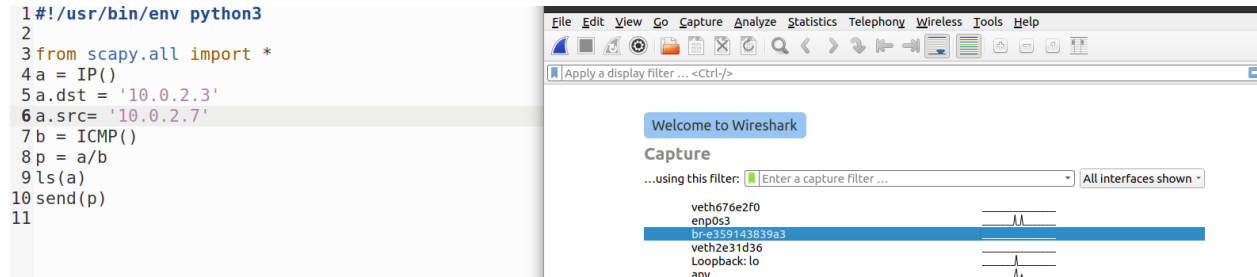 1 #!/usr/bin/env python3
2
3 from scapy.all import *
4 a = IP()
5 a.dst = '10.0.2.3'
6 a.src= '10.0.2.7'
7 b = ICMP()
8 p = a/b
9 ls(a)
10 send(p)
11
File Edit View Go Capture Analyze Statistics Telephony Wireless Tools Help
Apply a display filter … <Ctrl-/>
Welcome to Wireshark
Capture
…using this filter: Enter a capture filter … All interfaces shown
veth676e2f0
enp0s3
br-e359143839a3
veth2e31d36
Loopback: lo
any